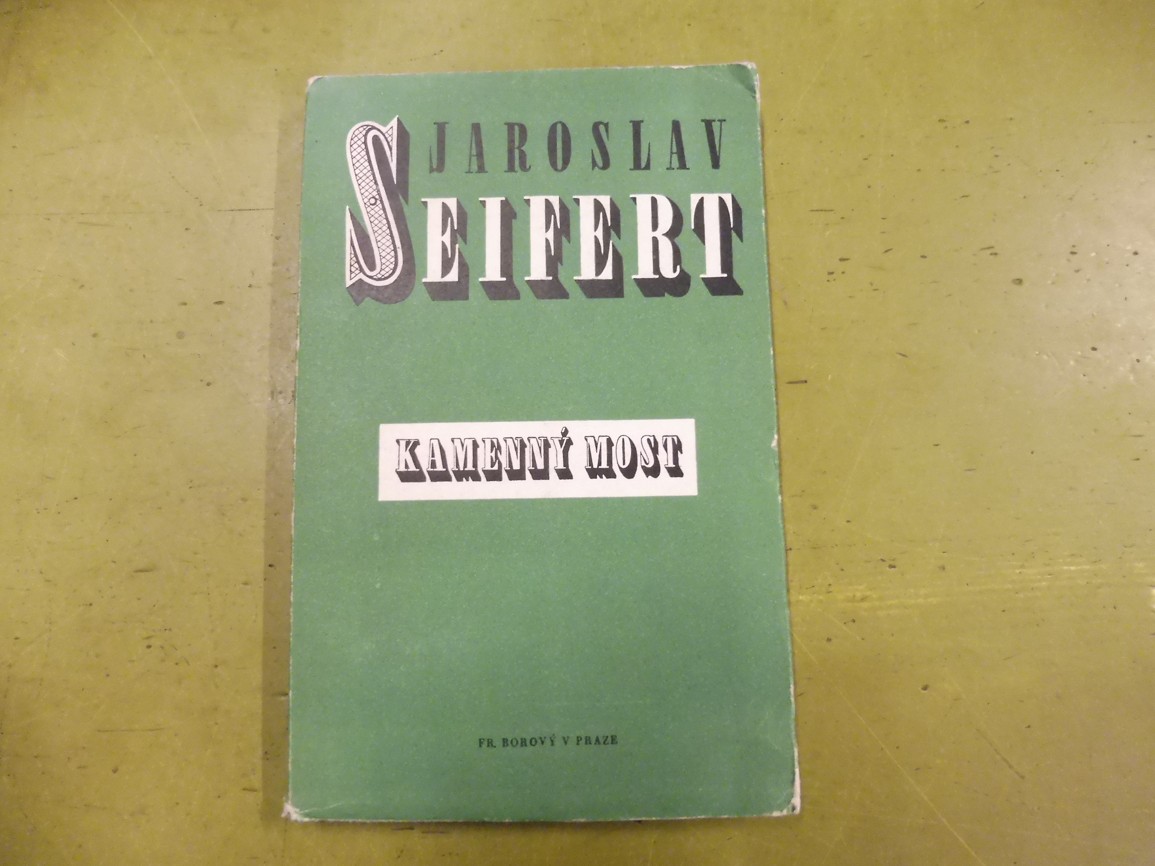 JAROSLAV
SEIFERT
KAMENNÝ MOST
FR. BOROVÝ V PRAZE